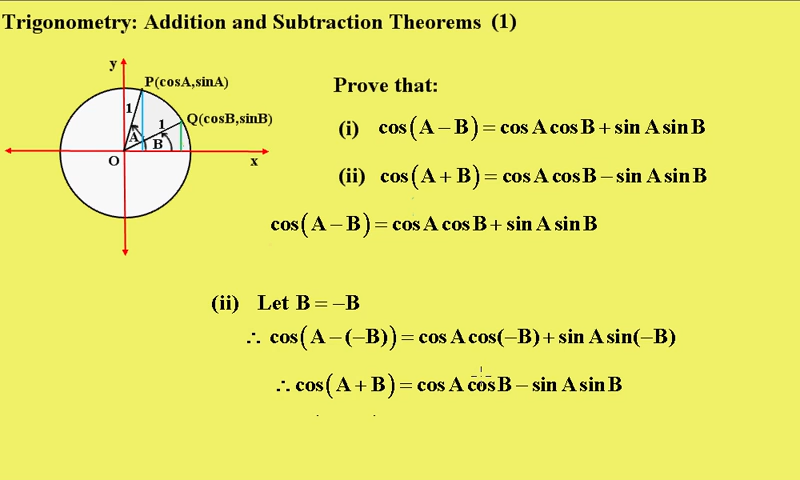 Trigonometry: Addition and Subtraction Theorems (1)
y
P(cosA,sinA)
1
1
Q(cosB,sinB)
A
B
O
x
Prove that:
(i) cos(A − B) = cos A cos B + sin A sin B
(ii) cos(A + B) = cos A cos B − sin A sin B
cos(A − B) = cos A cos B + sin A sin B
(ii) Let B = −B
∴ cos(A − (−B)) = cos A cos(−B) + sin A sin(−B)
∴ cos(A + B) = cos A cos B − sin A sin B